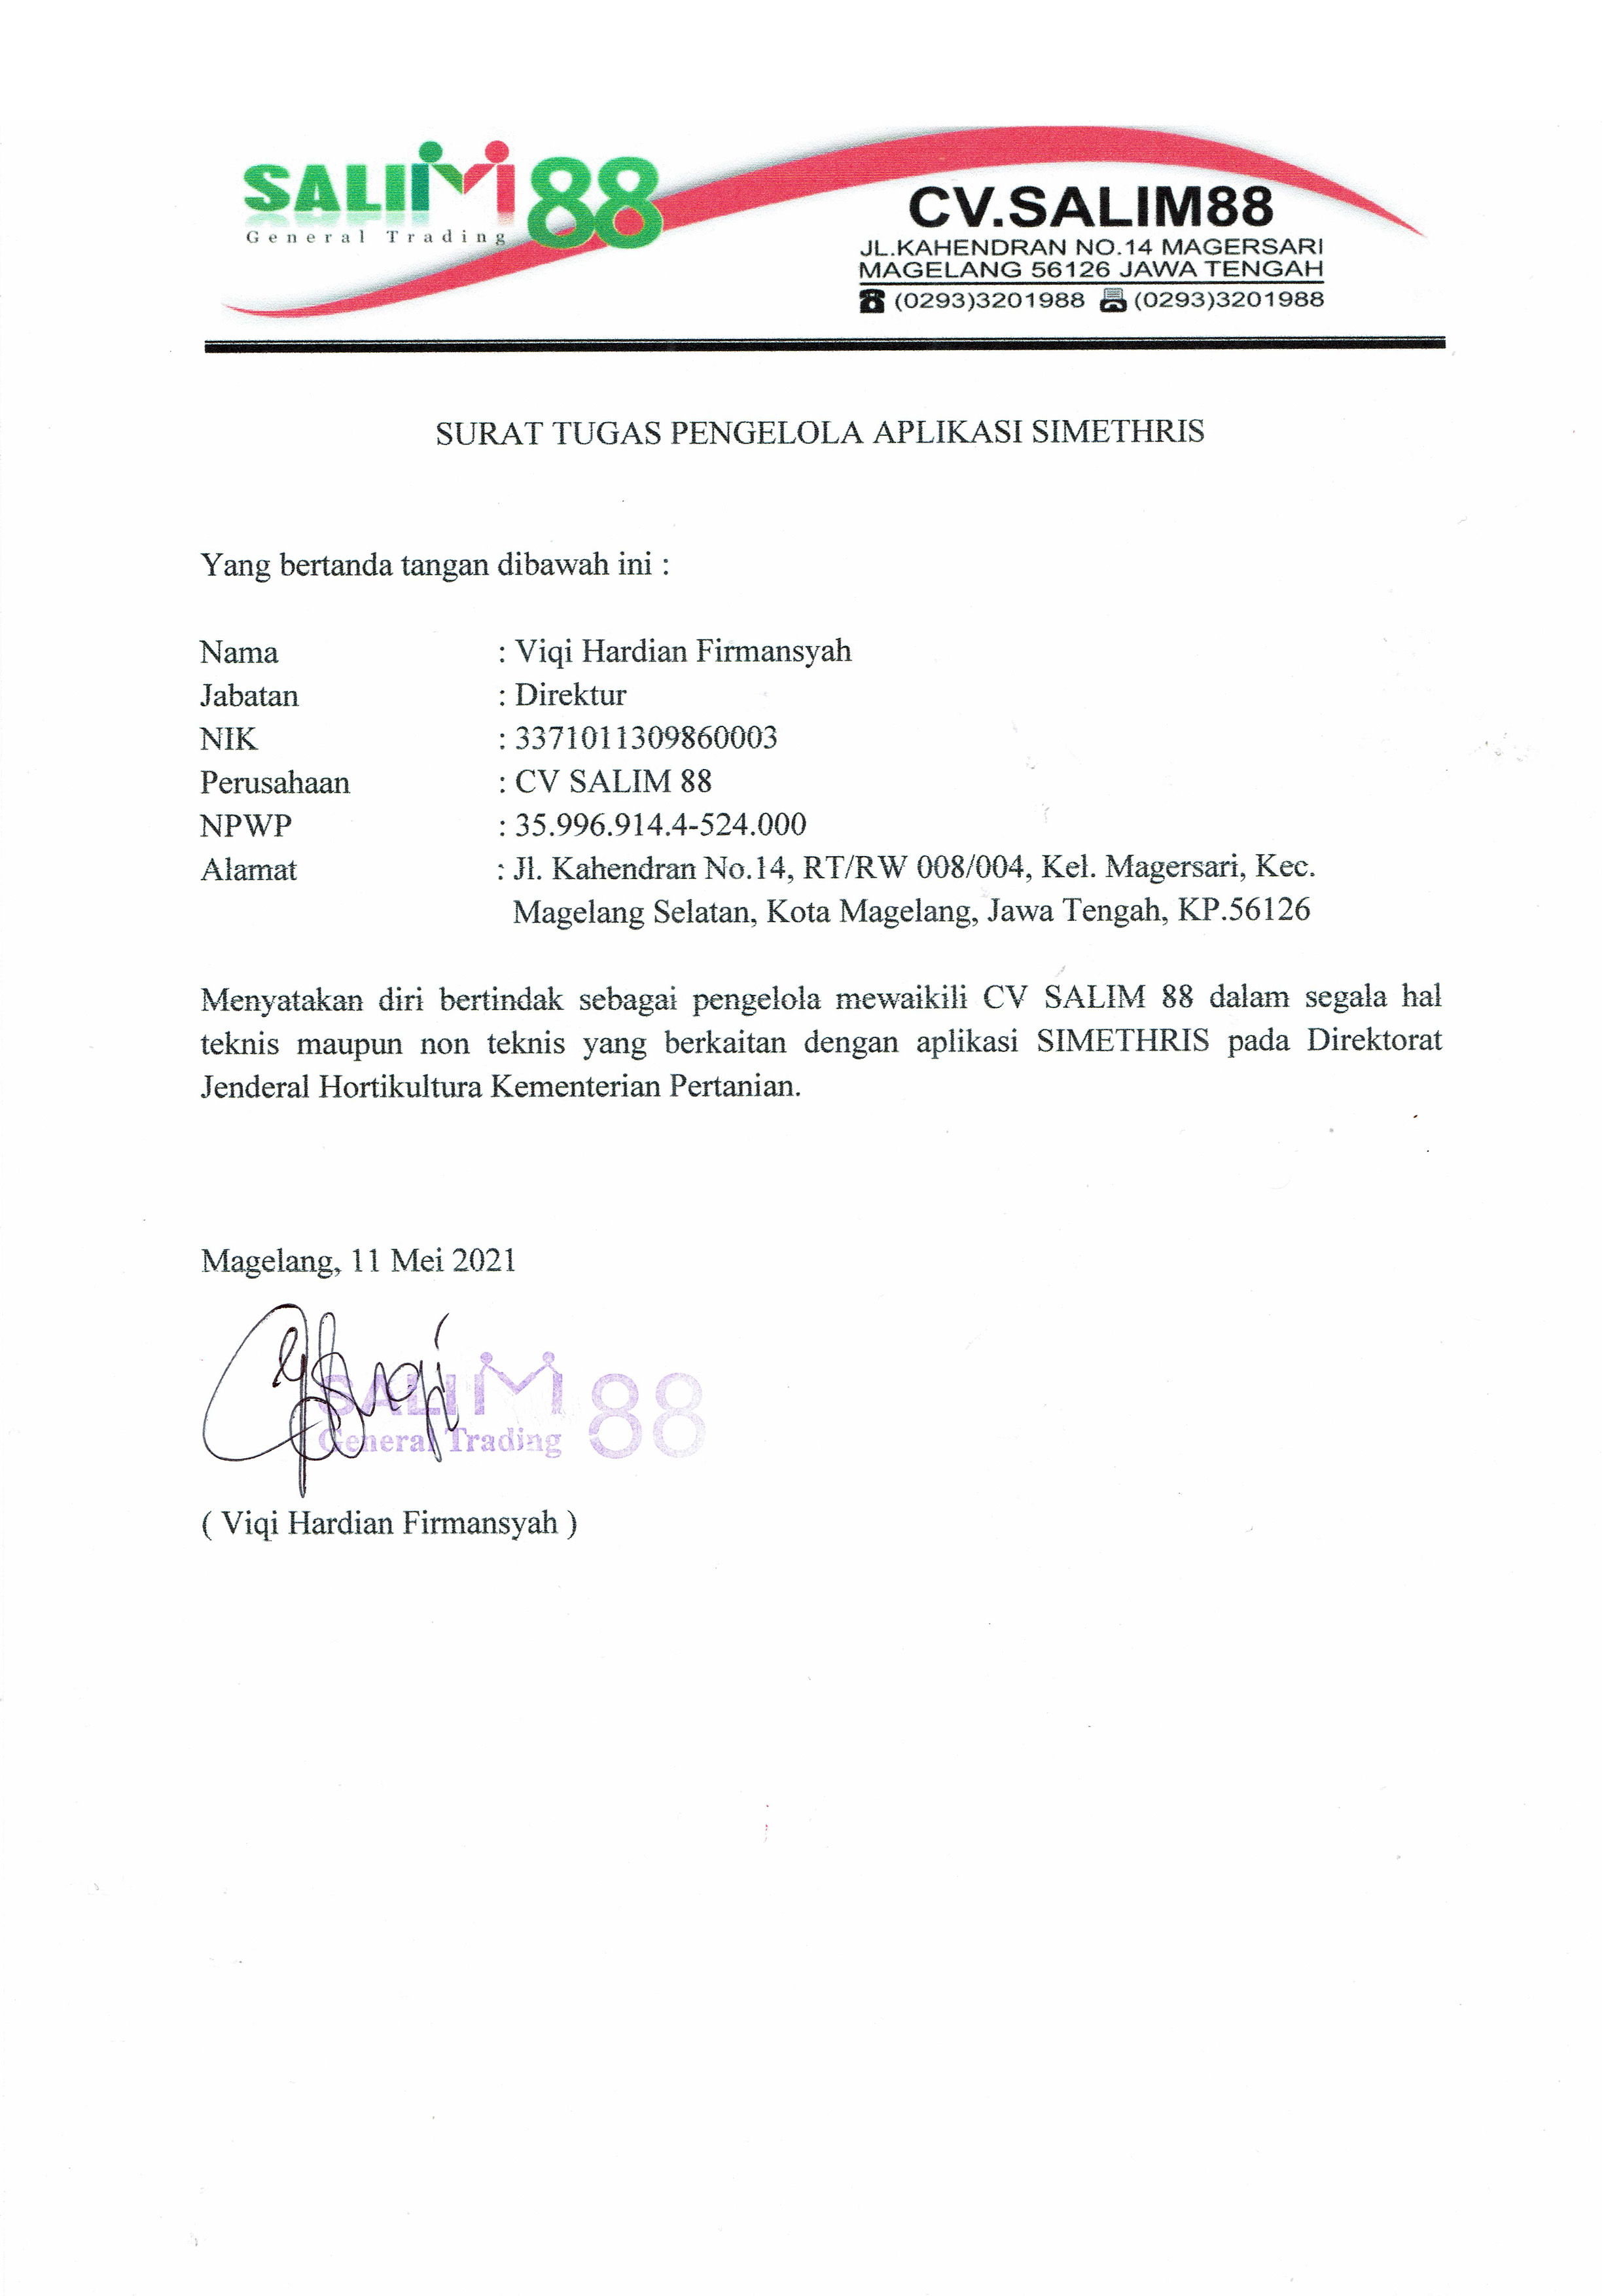 SALIM 88
General Trading
CV.SALIM88
JL.KAHENDRAN NO.14 MAGERSARI
MAGELANG 56126 JAWA TENGAH
(0293)3201988 (0293)3201988
SURAT TUGAS PENGELOLA APLIKASI SIMETHRIS
Yang bertanda tangan dibawah ini :
Nama : Viqi Hardian Firmansyah
Jabatan : Direktur
NIK : 3371011309860003
Perusahaan : CV SALIM 88
NPWP : 35.996.914.4-524.000
Alamat : Jl. Kahendran No.14, RT/RW 008/004, Kel. Magersari, Kec.
Magelang Selatan, Kota Magelang, Jawa Tengah, KP.56126
Menyatakan diri bertindak sebagai pengelola mewaikili CV SALIM 88 dalam segala hal
teknis maupun non teknis yang berkaitan dengan aplikasi SIMETHRIS pada Direktorat
Jenderal Hortikultura Kementerian Pertanian.
Magelang, 11 Mei 2021
SALIM 88
General Trading
( Viqi Hardian Firmansyah )